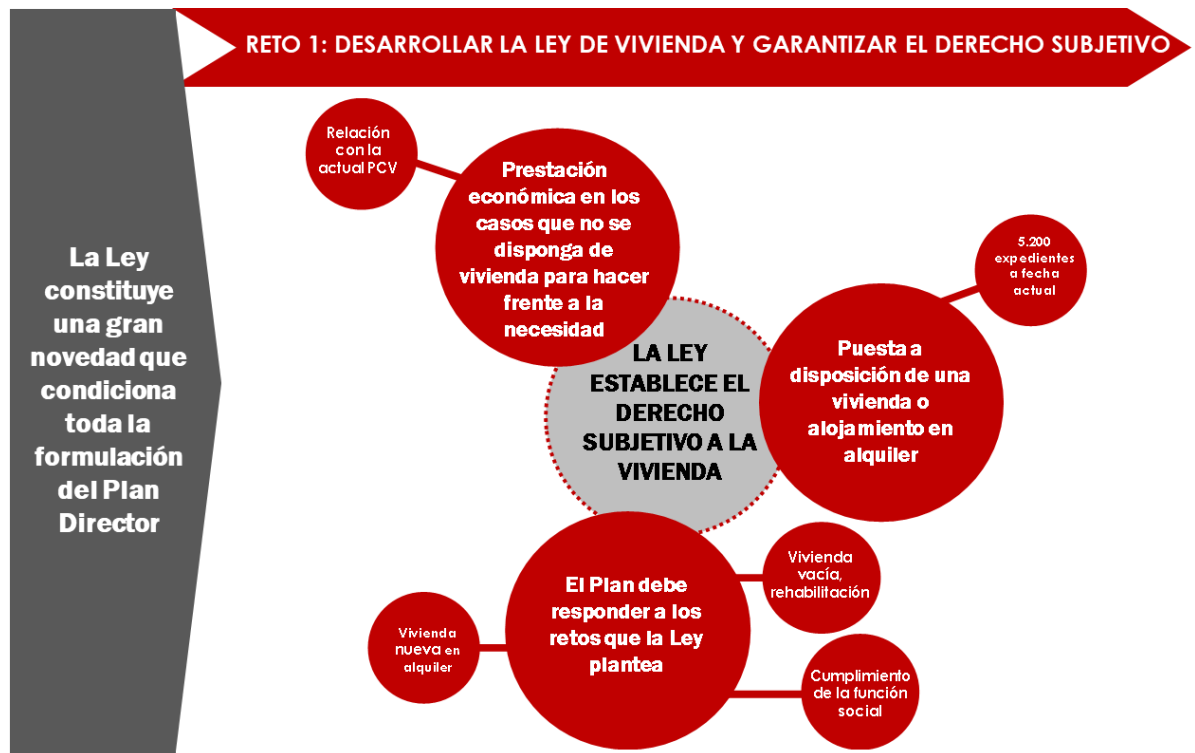 RETO 1: DESARROLLAR LA LEY DE VIVIENDA Y GARANTIZAR EL DERECHO SUBJETIVO
La Ley
constituye
una gran
novedad que
condiciona
toda la
formulación
del Plan
Director
Relación
con la
actual PCV
Prestación
económica en los
casos que no se
disponga de
vivienda para hacer
frente a la
necesidad
5.200
expedientes
a fecha
actual
Puesta a
disposición de una
vivienda o
alojamiento en
alquiler
LA LEY
ESTABLECE EL
DERECHO
SUBJETIVO A LA
VIVIENDA
El Plan debe
responder a los
retos que la Ley
plantea
Vivienda
vacía,
rehabilitación
Vivienda
nueva en
alquiler
Cumplimiento
de la función
social